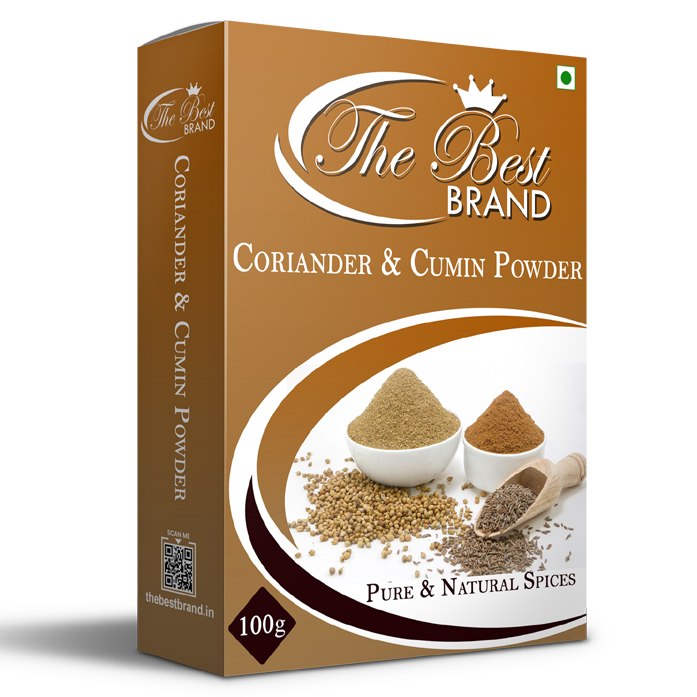 The Best
BRAND
CORIANDER & CUMIN POWDER
SCAN ME
thebestbrand.in
The Best
BRAND
CORIANDER & CUMIN POWDER
PURE & NATURAL SPICES
100g